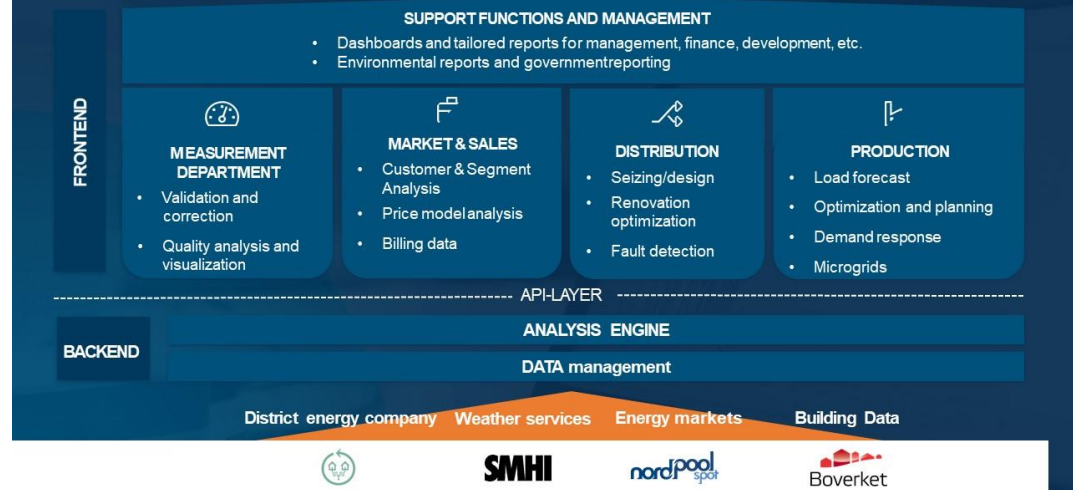 SUPPORT FUNCTIONS AND MANAGEMENT
• Dashboards and tailored reports for management, finance, development, etc.
• Environmental reports and governmentreporting
FRONTEND
MEASUREMENT
DEPARTMENT
• Validation and
correction
• Quality analysis and
visualization
MARKET & SALES
• Customer & Segment
Analysis
• Price model analysis
• Billing data
DISTRIBUTION
• Seizing/design
• Renovation
optimization
• Fault detection
PRODUCTION
• Load forecast
• Optimization and planning
• Demand response
• Microgrids
API-LAYER
BACKEND
ANALYSIS ENGINE
DATA management
District energy company
Weather services
Energy markets
Building Data
SMHI
nordpool
spot
Boverket